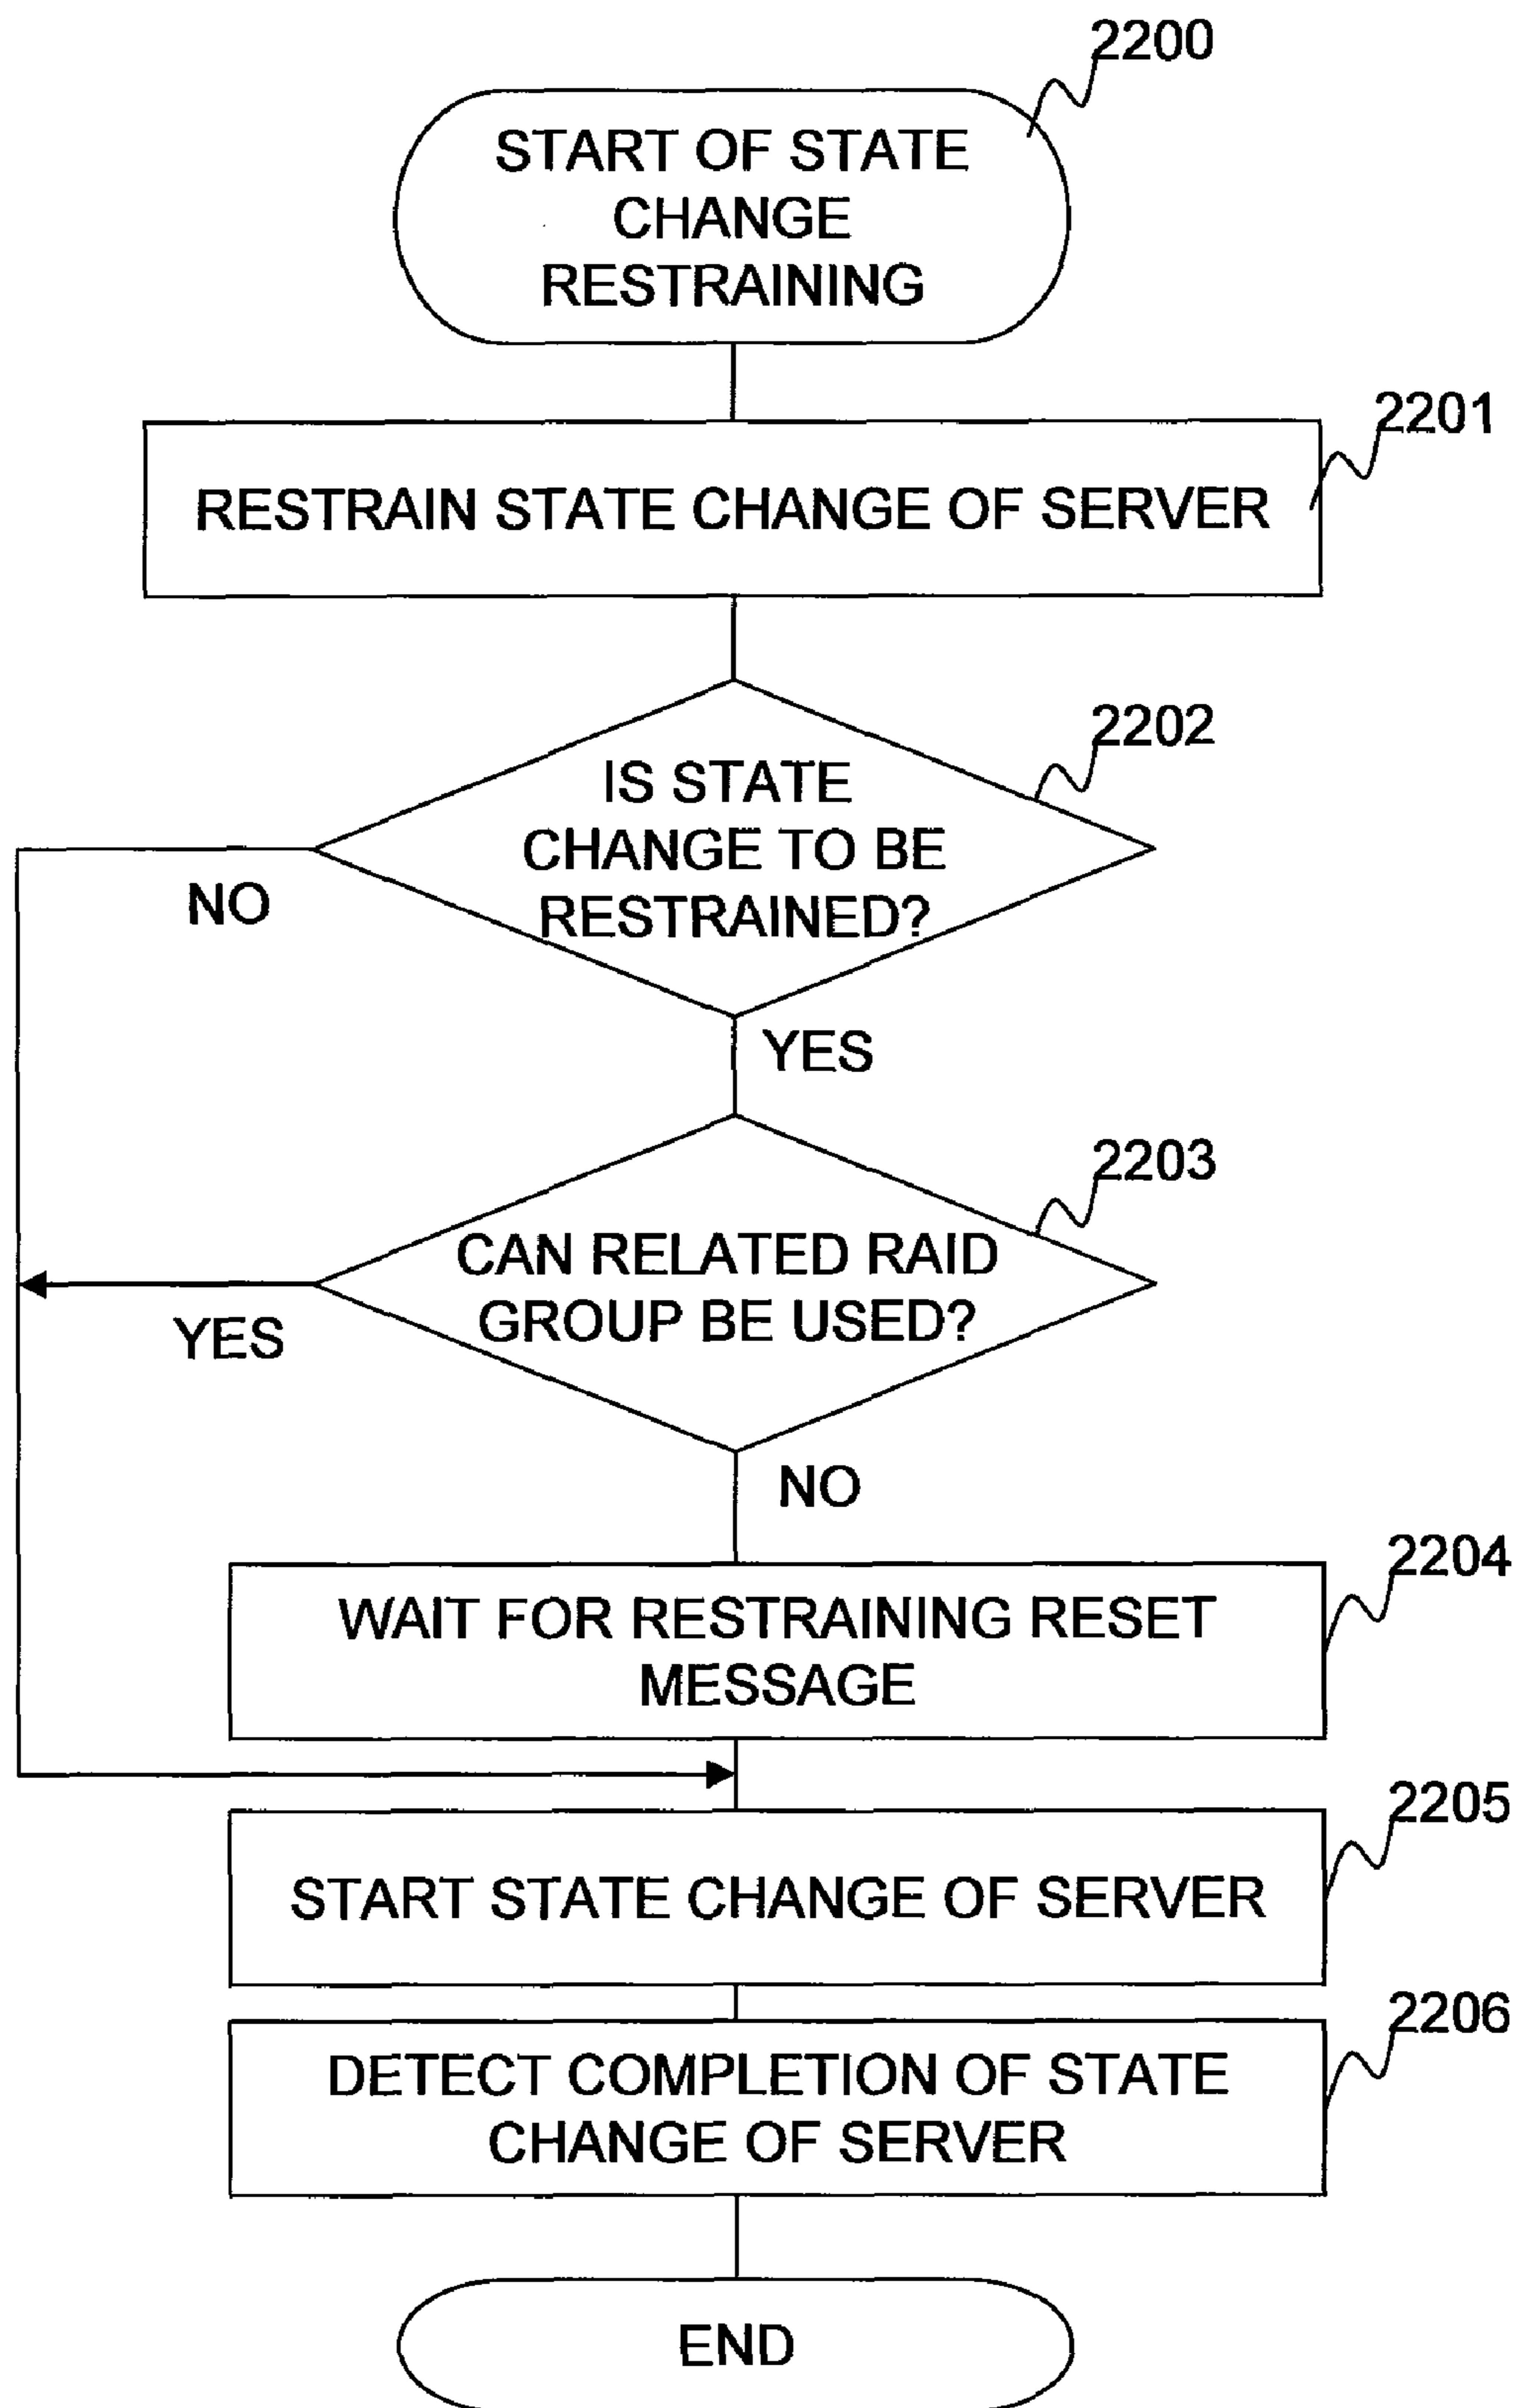 2200
START OF STATE
CHANGE
RESTRAINING
2201
RESTRAIN STATE CHANGE OF SERVER
2202
IS STATE
CHANGE TO BE
RESTRAINED?
NO
YES
2203
CAN RELATED RAID
GROUP BE USED?
YES
NO
2204
WAIT FOR RESTRAINING RESET
MESSAGE
2205
START STATE CHANGE OF SERVER
2206
DETECT COMPLETION OF STATE
CHANGE OF SERVER
END